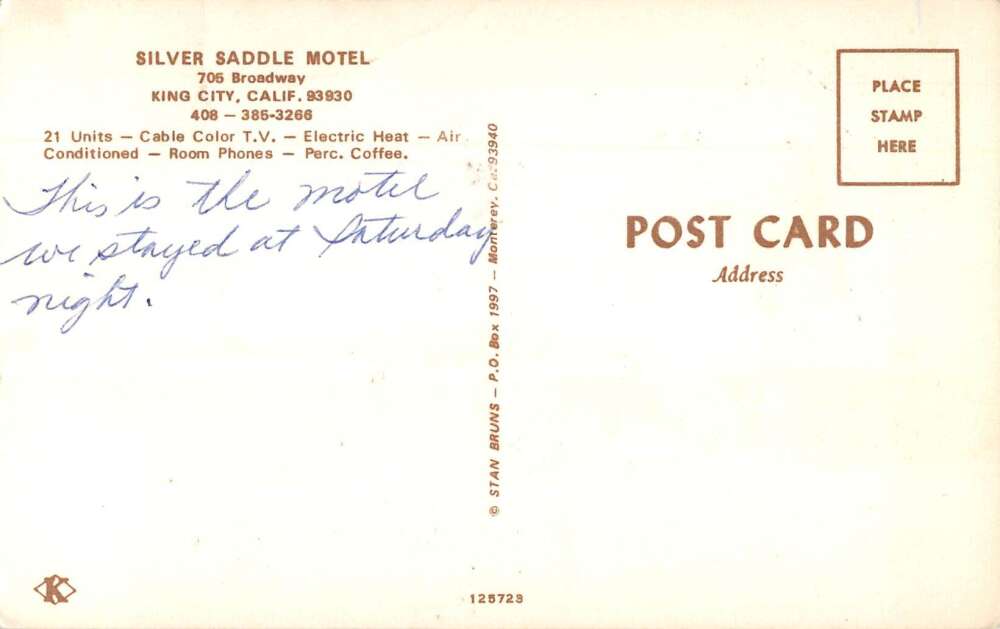 SILVER SADDLE MOTEL
705 Broadway
KING CITY, CALIF. 93930
408 – 385-3266
21 Units – Cable Color T.V. – Electric Heat – Air
Conditioned – Room Phones – Perc. Coffee.
This is the motel
we stayed at Saturday
night.
© STAN BRUNS – P.O. Box 1997 – Monterey, Ca. 93940
PLACE
STAMP
HERE
POST CARD
Address
K
125723